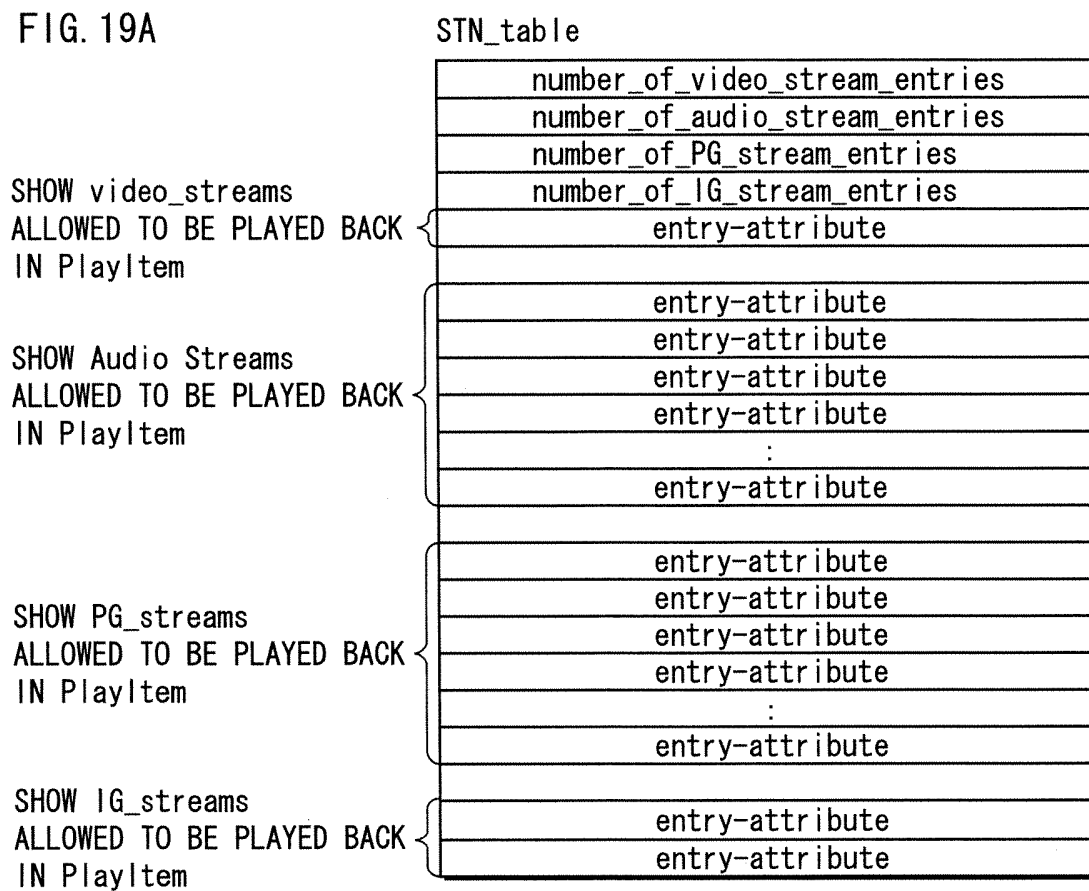 FIG. 19A
STN_table
number_of_video_stream_entries
number_of_audio_stream_entries
number_of_PG_stream_entries
number_of_IG_stream_entries
SHOW video_streams
ALLOWED TO BE PLAYED BACK
IN PlayItem
entry-attribute
SHOW Audio Streams
ALLOWED TO BE PLAYED BACK
IN PlayItem
entry-attribute
entry-attribute
entry-attribute
entry-attribute
:
entry-attribute
SHOW PG_streams
ALLOWED TO BE PLAYED BACK
IN PlayItem
entry-attribute
entry-attribute
entry-attribute
entry-attribute
:
entry-attribute
SHOW IG_streams
ALLOWED TO BE PLAYED BACK
IN PlayItem
entry-attribute
entry-attribute